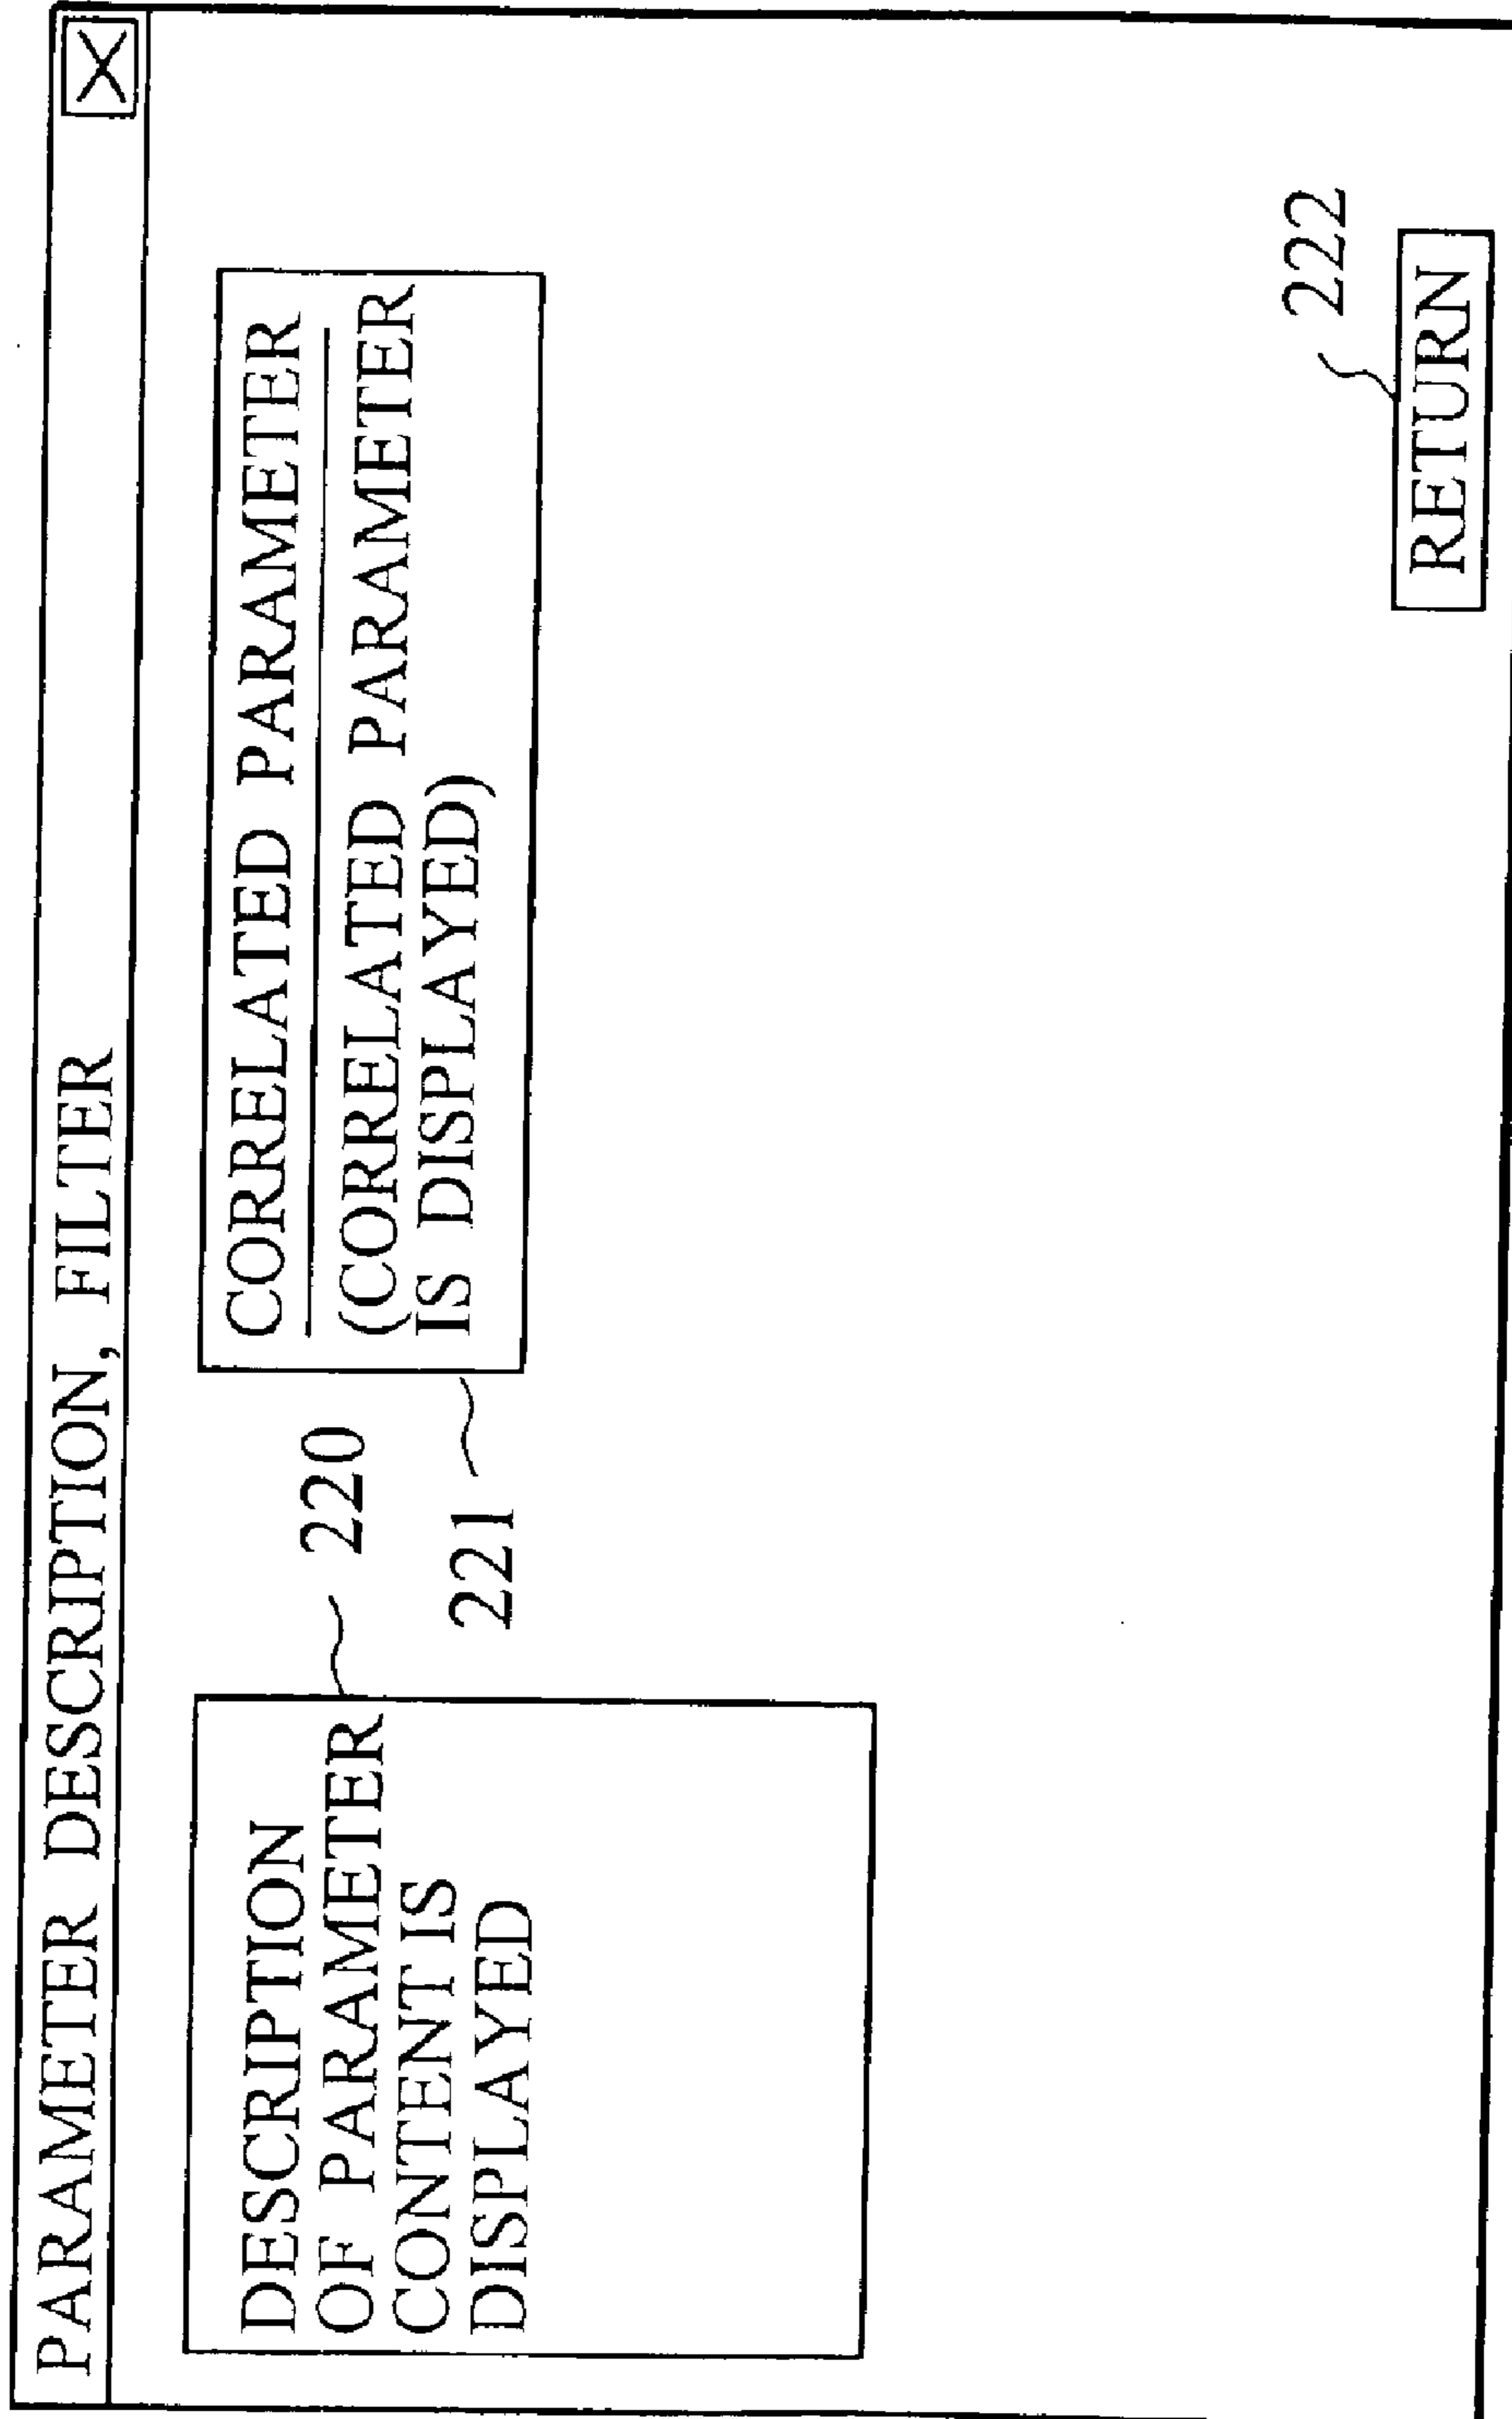 PARAMETER DESCRIPTION, FILTER
X
DESCRIPTION
OF PARAMETER
CONTENT IS
DISPLAYED
220
221
CORRELATED PARAMETER
(CORRELATED PARAMETER
IS DISPLAYED)
222
RETURN